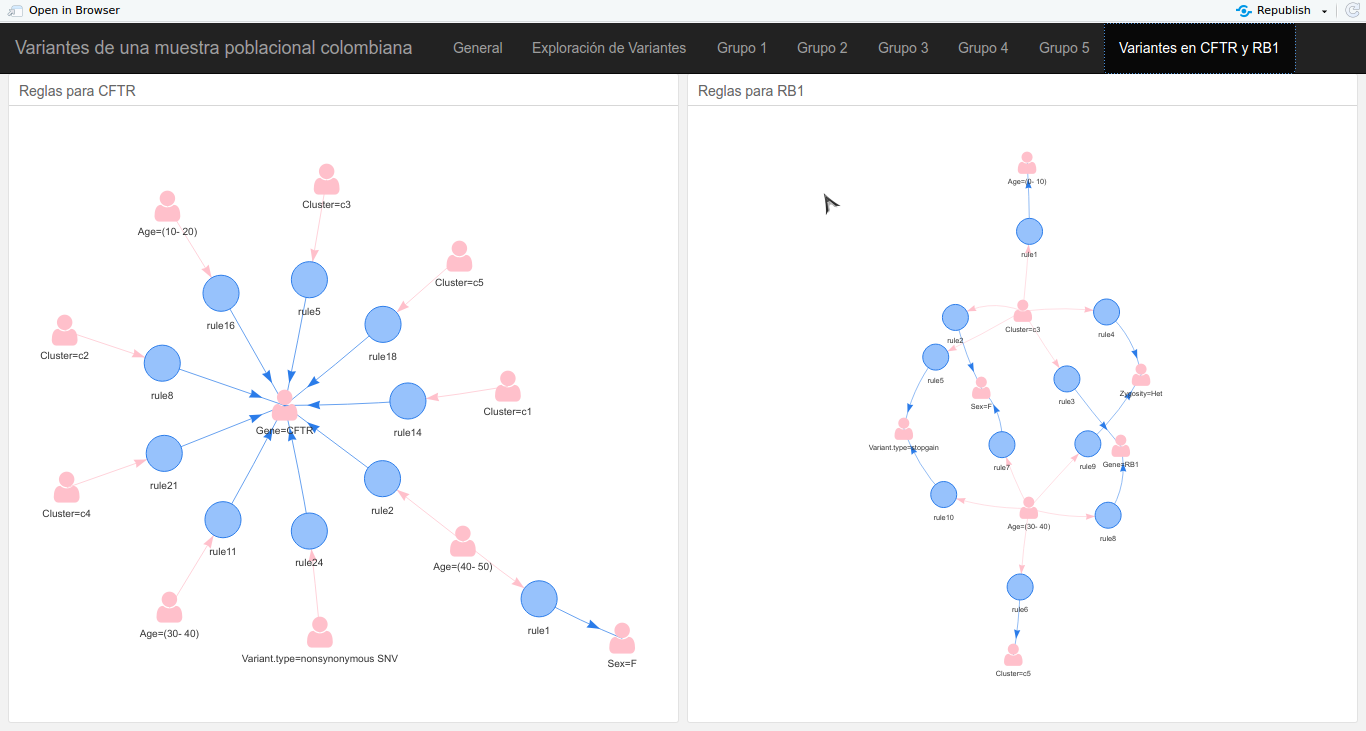 Open in Browser
Republish
Variantes de una muestra poblacional colombiana
General
Exploración de Variantes
Grupo 1
Grupo 2
Grupo 3
Grupo 4
Grupo 5
Variantes en CFTR y RB1
Reglas para CFTR
Cluster=c3
Age=(10- 20)
Cluster=c5
rule5
rule16
Cluster=c2
rule18
rule8
Cluster=c1
Gene=CFTR
rule14
rule21
Cluster=c4
rule2
rule11
rule24
Age=(40- 50)
Age=(30- 40)
rule1
Variant.type=nonsynonymous SNV
Sex=F
Reglas para RB1
Age=(0- 10)
rule1
Cluster=c3
rule4
rule2
rule5
Zygosity=Het
rule3
Sex=F
Variant.type=stopgain
rule7
rule9
Gene=RB1
rule10
Age=(30- 40)
rule8
rule6
Cluster=c5